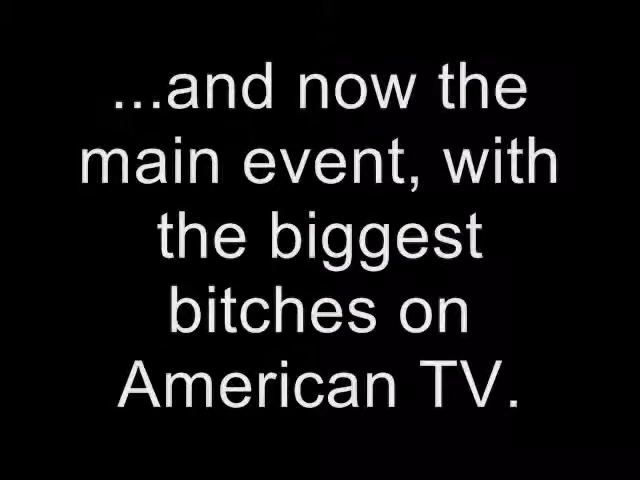 ...and now the
main event, with
the biggest
bitches on
American TV.